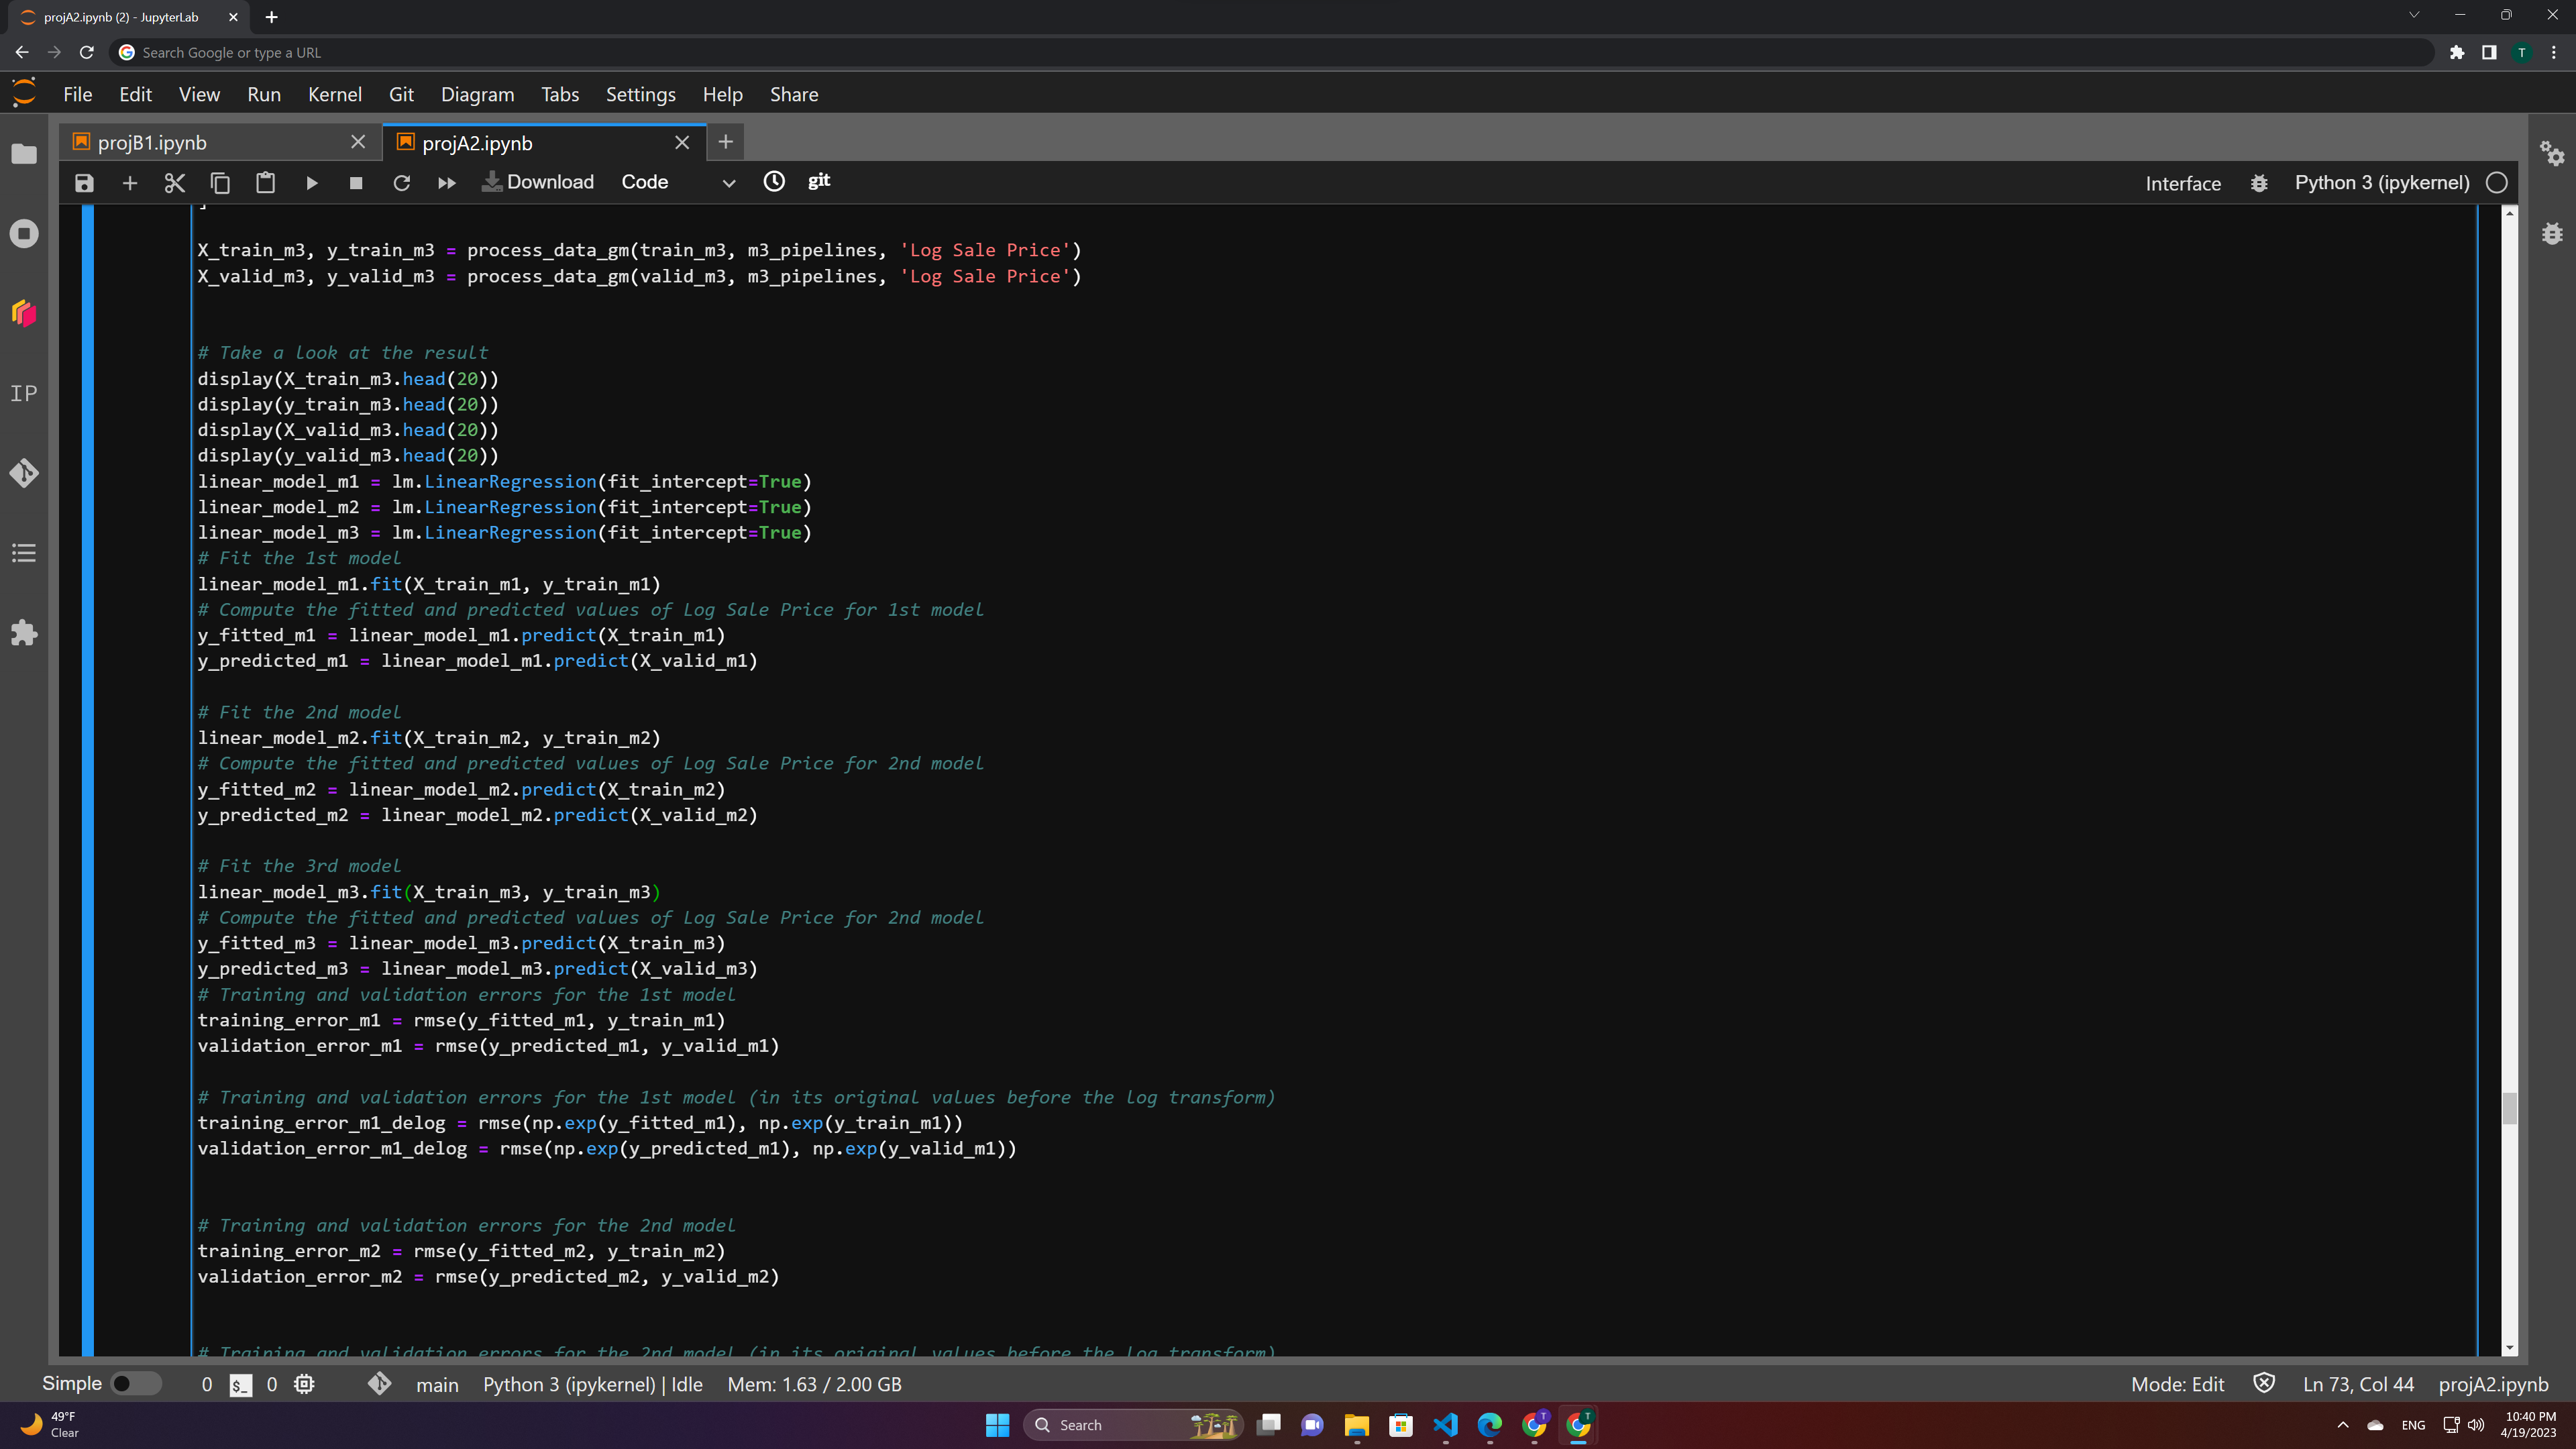 projA2.ipynb (2) - JupyterLab
Search Google or type a URL
T
File Edit View Run Kernel Git Diagram Tabs Settings Help Share
projB1.ipynb
projA2.ipynb
Download Code git Interface Python 3 (ipykernel)
]
X_train_m3, y_train_m3 = process_data_gm(train_m3, m3_pipelines, 'Log Sale Price')
X_valid_m3, y_valid_m3 = process_data_gm(valid_m3, m3_pipelines, 'Log Sale Price')
# Take a look at the result
display(X_train_m3.head(20))
display(y_train_m3.head(20))
display(X_valid_m3.head(20))
display(y_valid_m3.head(20))
linear_model_m1 = lm.LinearRegression(fit_intercept=True)
linear_model_m2 = lm.LinearRegression(fit_intercept=True)
linear_model_m3 = lm.LinearRegression(fit_intercept=True)
# Fit the 1st model
linear_model_m1.fit(X_train_m1, y_train_m1)
# Compute the fitted and predicted values of Log Sale Price for 1st model
y_fitted_m1 = linear_model_m1.predict(X_train_m1)
y_predicted_m1 = linear_model_m1.predict(X_valid_m1)
# Fit the 2nd model
linear_model_m2.fit(X_train_m2, y_train_m2)
# Compute the fitted and predicted values of Log Sale Price for 2nd model
y_fitted_m2 = linear_model_m2.predict(X_train_m2)
y_predicted_m2 = linear_model_m2.predict(X_valid_m2)
# Fit the 3rd model
linear_model_m3.fit(X_train_m3, y_train_m3)
# Compute the fitted and predicted values of Log Sale Price for 2nd model
y_fitted_m3 = linear_model_m3.predict(X_train_m3)
y_predicted_m3 = linear_model_m3.predict(X_valid_m3)
# Training and validation errors for the 1st model
training_error_m1 = rmse(y_fitted_m1, y_train_m1)
validation_error_m1 = rmse(y_predicted_m1, y_valid_m1)
# Training and validation errors for the 1st model (in its original values before the log transform)
training_error_m1_delog = rmse(np.exp(y_fitted_m1), np.exp(y_train_m1))
validation_error_m1_delog = rmse(np.exp(y_predicted_m1), np.exp(y_valid_m1))
# Training and validation errors for the 2nd model
training_error_m2 = rmse(y_fitted_m2, y_train_m2)
validation_error_m2 = rmse(y_predicted_m2, y_valid_m2)
# Training and validation errors for the 2nd model (in its original values before the log transform)
IP
Simple 0 $_ 0 main Python 3 (ipykernel) | Idle Mem: 1.63 / 2.00 GB Mode: Edit Ln 73, Col 44 projA2.ipynb
49°F
Clear
Search
T
T
ENG
10:40 PM
4/19/2023